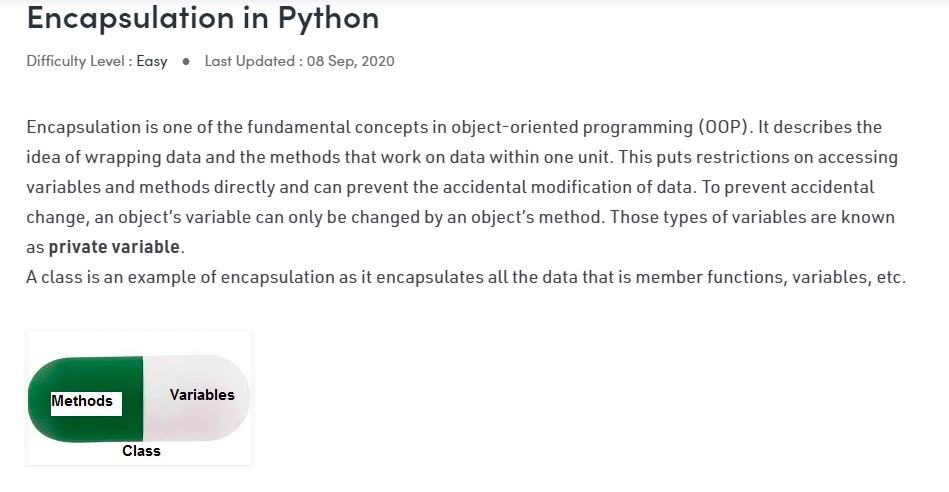 Encapsulation in Python
Difficulty Level : Easy ● Last Updated : 08 Sep, 2020
Encapsulation is one of the fundamental concepts in object-oriented programming (OOP). It describes the
idea of wrapping data and the methods that work on data within one unit. This puts restrictions on accessing
variables and methods directly and can prevent the accidental modification of data. To prevent accidental
change, an object’s variable can only be changed by an object’s method. Those types of variables are known
as private variable.
A class is an example of encapsulation as it encapsulates all the data that is member functions, variables, etc.
Methods
Variables
Class